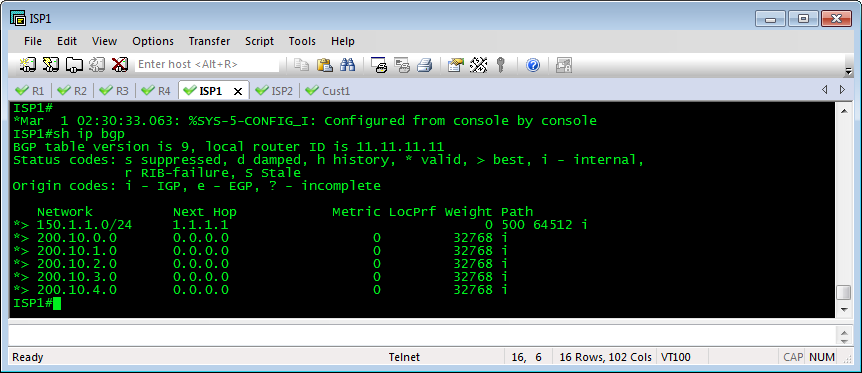 ISP1
File Edit View Options Transfer Script Tools Help
Enter host <Alt+R>
R1 R2 R3 R4 ISP1 ISP2 Cust1
ISP1#
*Mar  1 02:30:33.063: %SYS-5-CONFIG_I: Configured from console by console
ISP1#sh ip bgp
BGP table version is 9, local router ID is 11.11.11.11
Status codes: s suppressed, d damped, h history, * valid, > best, i - internal,
              r RIB-failure, S Stale
Origin codes: i - IGP, e - EGP, ? - incomplete
   Network          Next Hop            Metric LocPrf Weight Path
*> 150.1.1.0/24     1.1.1.1                                0 500 64512 i
*> 200.10.0.0       0.0.0.0                  0         32768 i
*> 200.10.1.0       0.0.0.0                  0         32768 i
*> 200.10.2.0       0.0.0.0                  0         32768 i
*> 200.10.3.0       0.0.0.0                  0         32768 i
*> 200.10.4.0       0.0.0.0                  0         32768 i
ISP1#
Ready Telnet 16, 6 16 Rows, 102 Cols VT100 CAP NUM